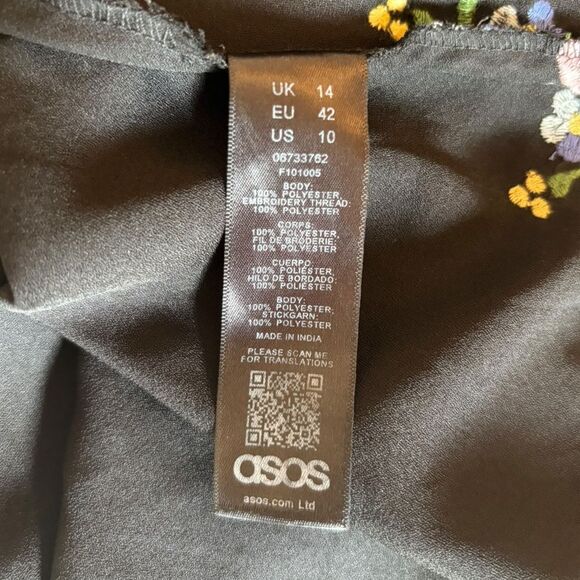 UK 14
EU 42
US 10
06733762
F101005
BODY:
100% POLYESTER,
EMBROIDERY THREAD:
100% POLYESTER
CORPS:
100% POLYESTER,
FIL DE BRODERIE:
100% POLYESTER
CUERPO:
100% POLIÉSTER,
HILO DE BORDADO:
100% POLIÉSTER
BODY:
100% POLYESTER,
STICKGARN:
100% POLYESTER
MADE IN INDIA
PLEASE SCAN ME
FOR TRANSLATIONS
asos
asos.com Ltd